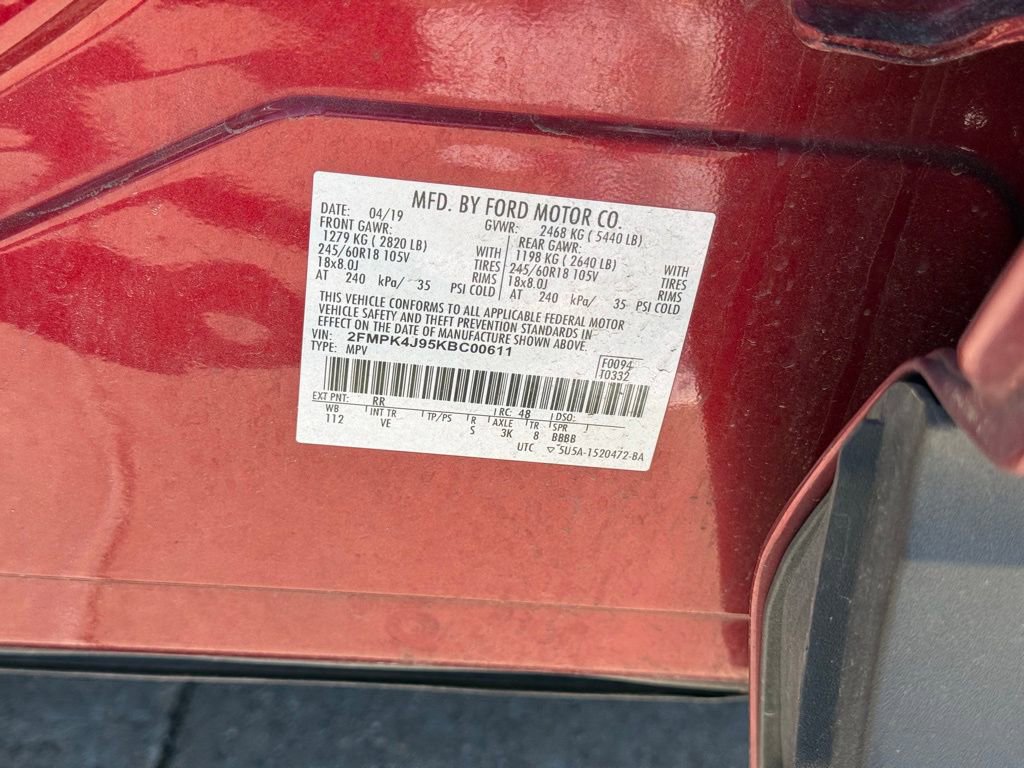 MFD. BY FORD MOTOR CO.
DATE: 04/19 GVWR: 2468 KG ( 5440 LB)
FRONT GAWR: REAR GAWR:
1279 KG ( 2820 LB) WITH 1198 KG ( 2640 LB) WITH
245/60R18 105V TIRES 245/60R18 105V TIRES
18x8.0J RIMS 18x8.0J RIMS
AT 240 kPa/ 35 PSI COLD AT 240 kPa/ 35 PSI COLD
THIS VEHICLE CONFORMS TO ALL APPLICABLE FEDERAL MOTOR
VEHICLE SAFETY AND THEFT PREVENTION STANDARDS IN
EFFECT ON THE DATE OF MANUFACTURE SHOWN ABOVE.
VIN: 2FMPK4J95KBC00611
TYPE: MPV F0094
T0332
EXT PNT: RR RC: 48 DSO:
WB INT TR TP/PS R AXLE TR SPR
112 VE S 3K 8 BBBB
UTC ▽ 5U5A-1520472-BA